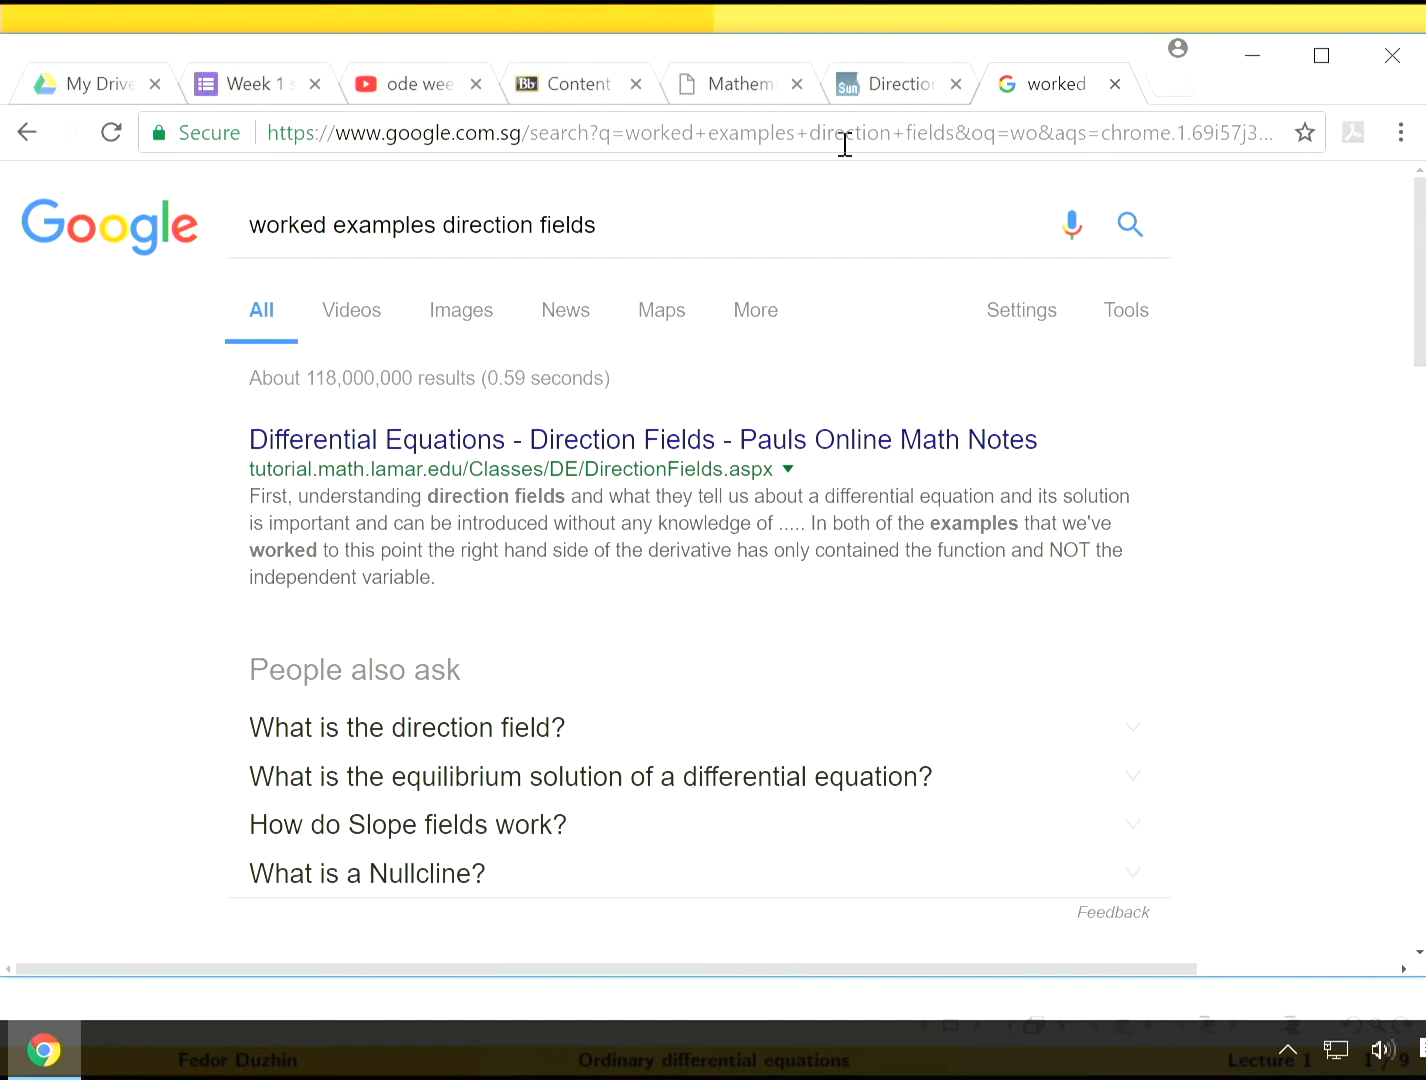 My Drive
Week 1 s
ode wee
Bb Content
Mathem
Sun Direction
worked
Secure https://www.google.com.sg/search?q=worked+examples+direction+fields&oq=wo&aqs=chrome.1.69i57j3...
Google worked examples direction fields
All Videos Images News Maps More Settings Tools
About 118,000,000 results (0.59 seconds)
Differential Equations - Direction Fields - Pauls Online Math Notes
tutorial.math.lamar.edu/Classes/DE/DirectionFields.aspx
First, understanding direction fields and what they tell us about a differential equation and its solution
is important and can be introduced without any knowledge of ..... In both of the examples that we've
worked to this point the right hand side of the derivative has only contained the function and NOT the
independent variable.
People also ask
What is the direction field?
What is the equilibrium solution of a differential equation?
How do Slope fields work?
What is a Nullcline?
Feedback
Fedor Duzhin Ordinary differential equations Lecture 1 1 / 9